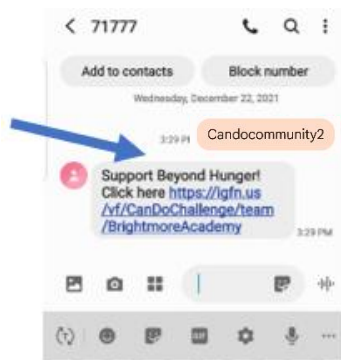 71777
Add to contacts Block number
Wednesday, December 22, 2021
3:29 PM Candocommunity2
Support Beyond Hunger!
Click here https://igfn.us
/vf/CanDoChallenge/team
/BrightmoreAcademy 3:29 PM
GIF